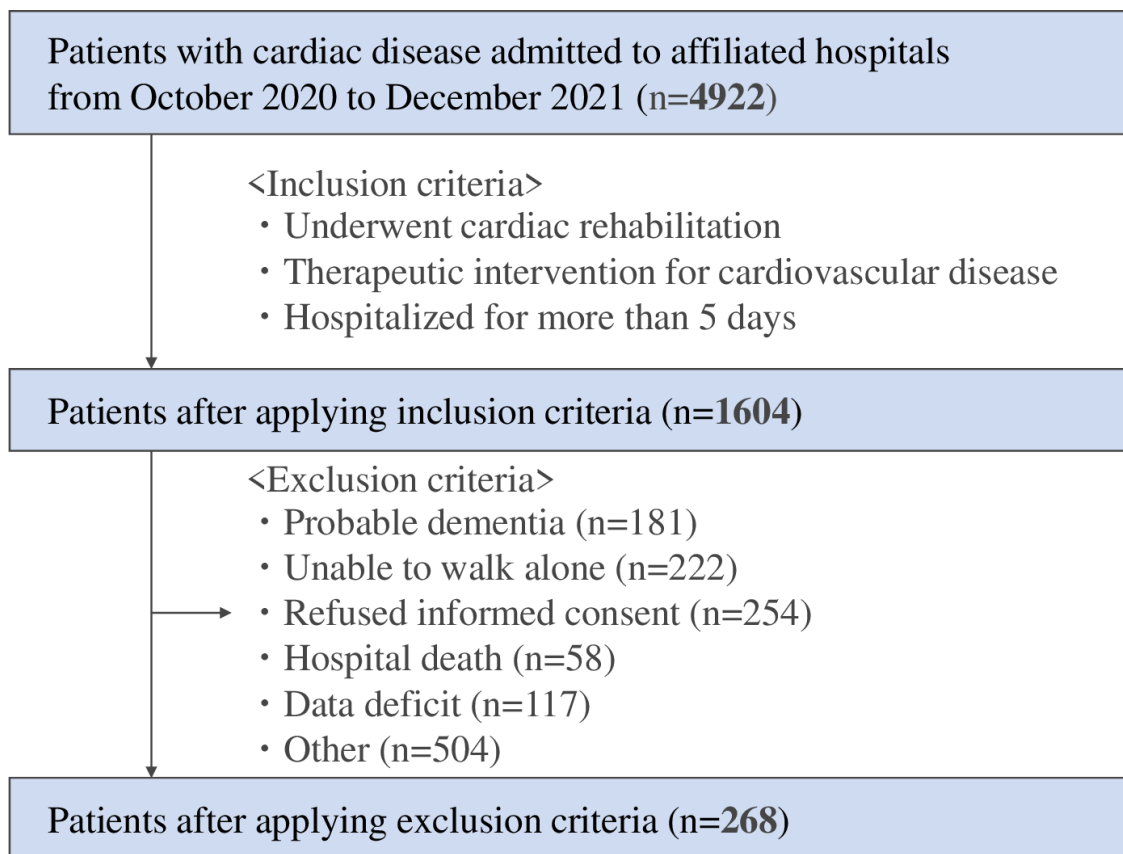 Patients with cardiac disease admitted to affiliated hospitals
from October 2020 to December 2021 (n=4922)
<Inclusion criteria>
・Underwent cardiac rehabilitation
・Therapeutic intervention for cardiovascular disease
・Hospitalized for more than 5 days
Patients after applying inclusion criteria (n=1604)
<Exclusion criteria>
・Probable dementia (n=181)
・Unable to walk alone (n=222)
・Refused informed consent (n=254)
・Hospital death (n=58)
・Data deficit (n=117)
・Other (n=504)
Patients after applying exclusion criteria (n=268)